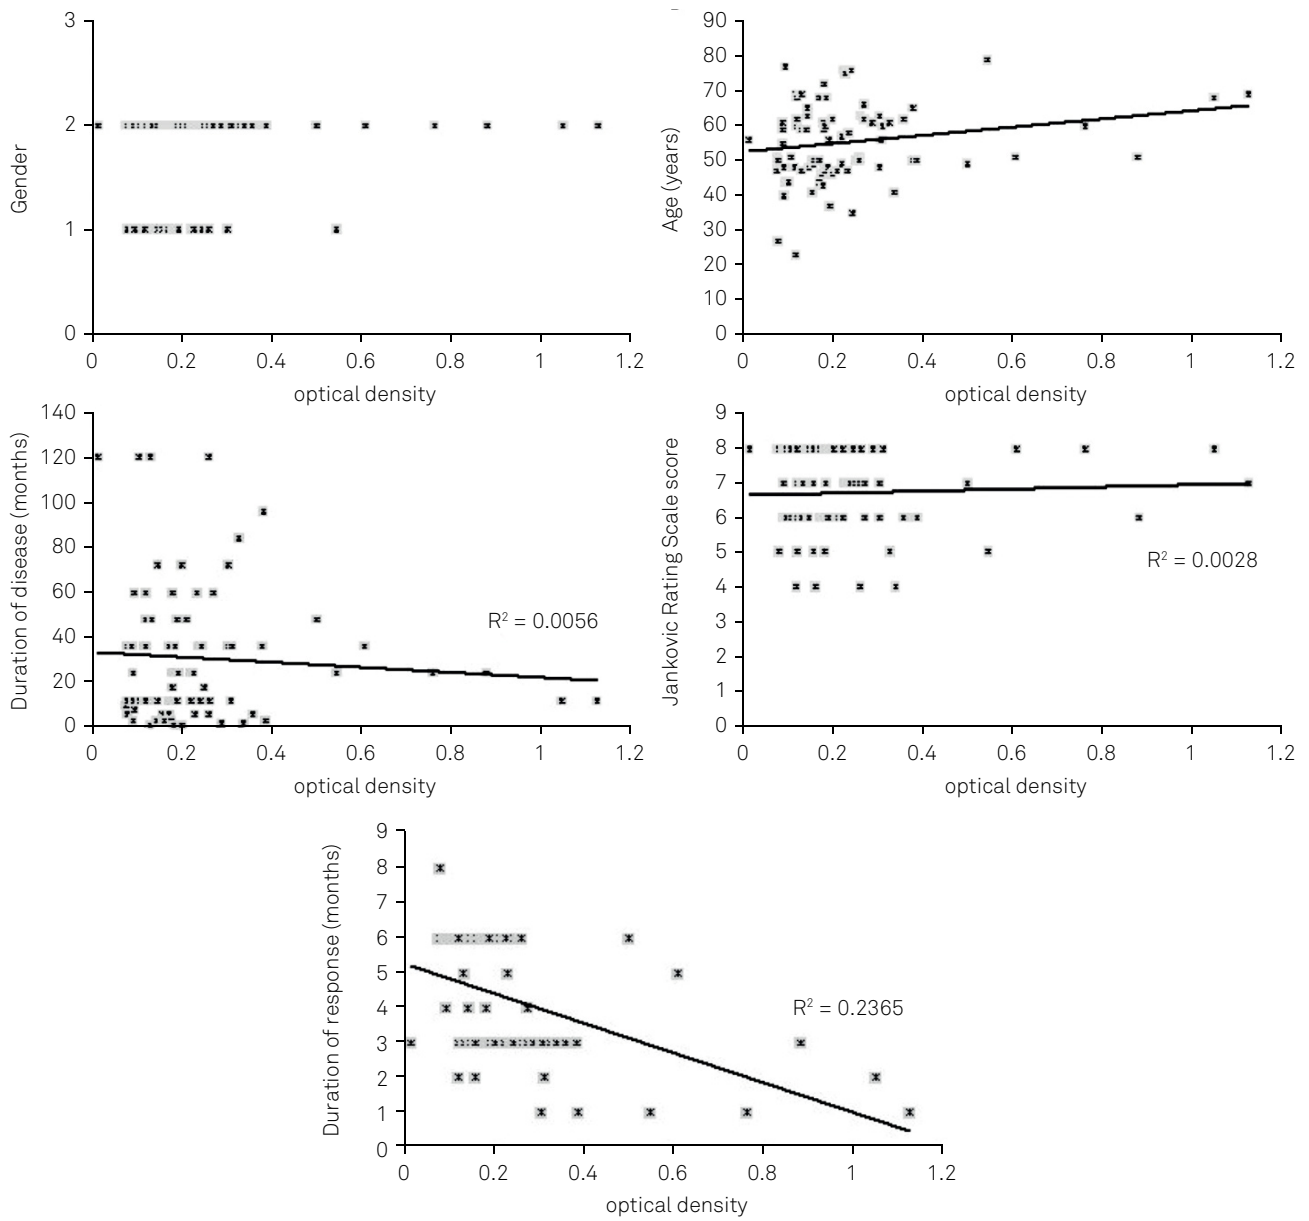 3
2
1
0
Gender
0 0.2 0.4 0.6 0.8 1 1.2
optical density
90
80
70
60
50
40
30
20
10
0
Age (years)
0 0.2 0.4 0.6 0.8 1 1.2
optical density
140
120
100
80
60
40
20
0
Duration of disease (months)
R² = 0.0056
0 0.2 0.4 0.6 0.8 1 1.2
optical density
9
8
7
6
5
4
3
2
1
0
Jankovic Rating Scale score
R² = 0.0028
0 0.2 0.4 0.6 0.8 1 1.2
optical density
9
8
7
6
5
4
3
2
1
0
Duration of response (months)
R² = 0.2365
0 0.2 0.4 0.6 0.8 1 1.2
optical density